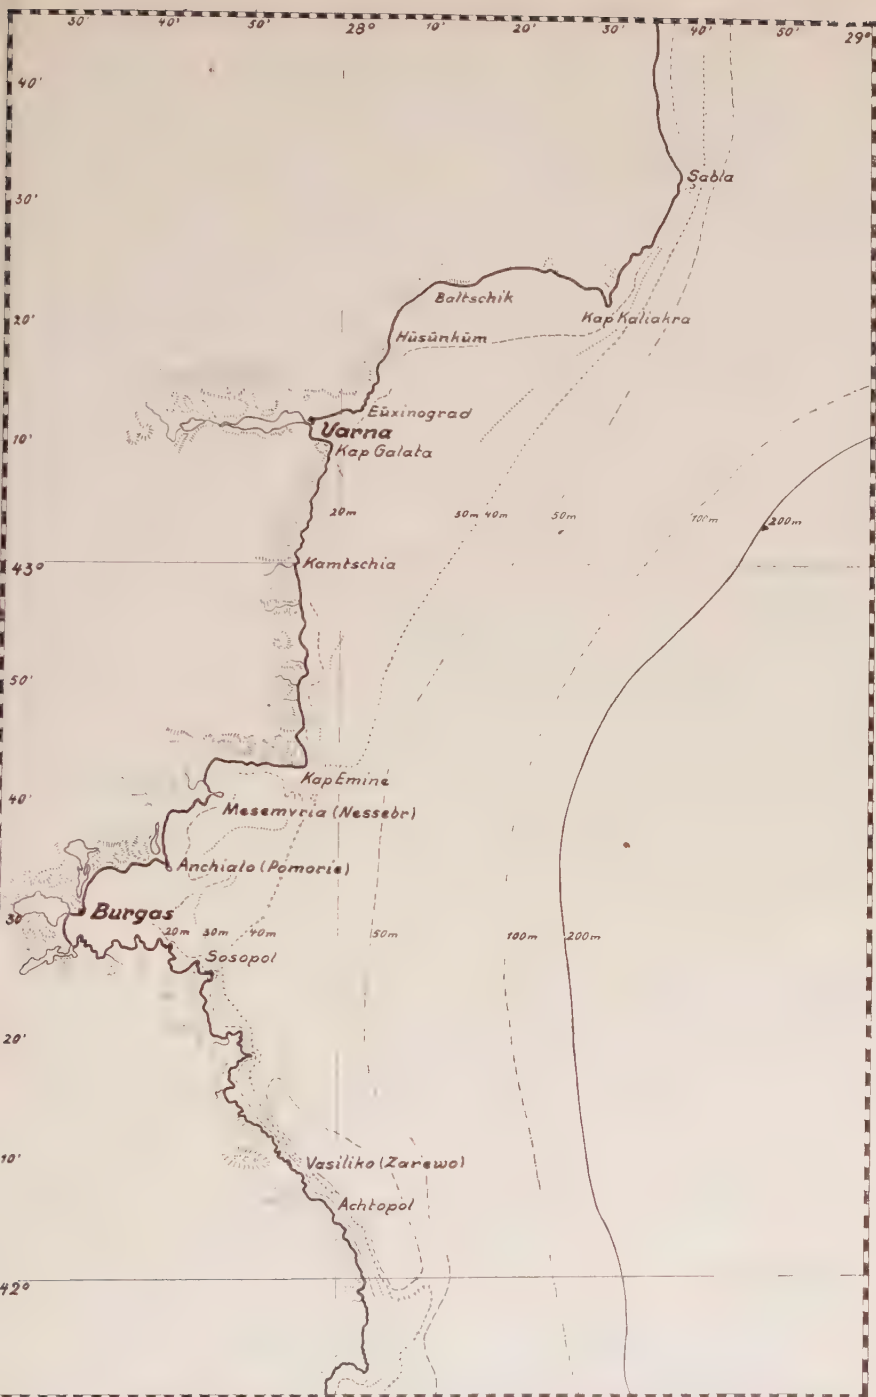 30' 40' 50' 28° 10' 20' 30' 40' 50' 29°
40'
Sabla
30'
Baltschik
Kap Kaliakra
20'
Hüsünküm
Euxinograd
Varna
10'
Kap Galata
20m 30m 40m 50m 100m 200m
43°
Kamtschia
50'
Kap Emine
40'
Mesemvria (Nessebr)
Anchialo (Pomorie)
30
Burgas
20m 30m 40m 50m 100m 200m
Sosopol
20'
10'
Vasiliko (Zarewo)
Achtopol
42°